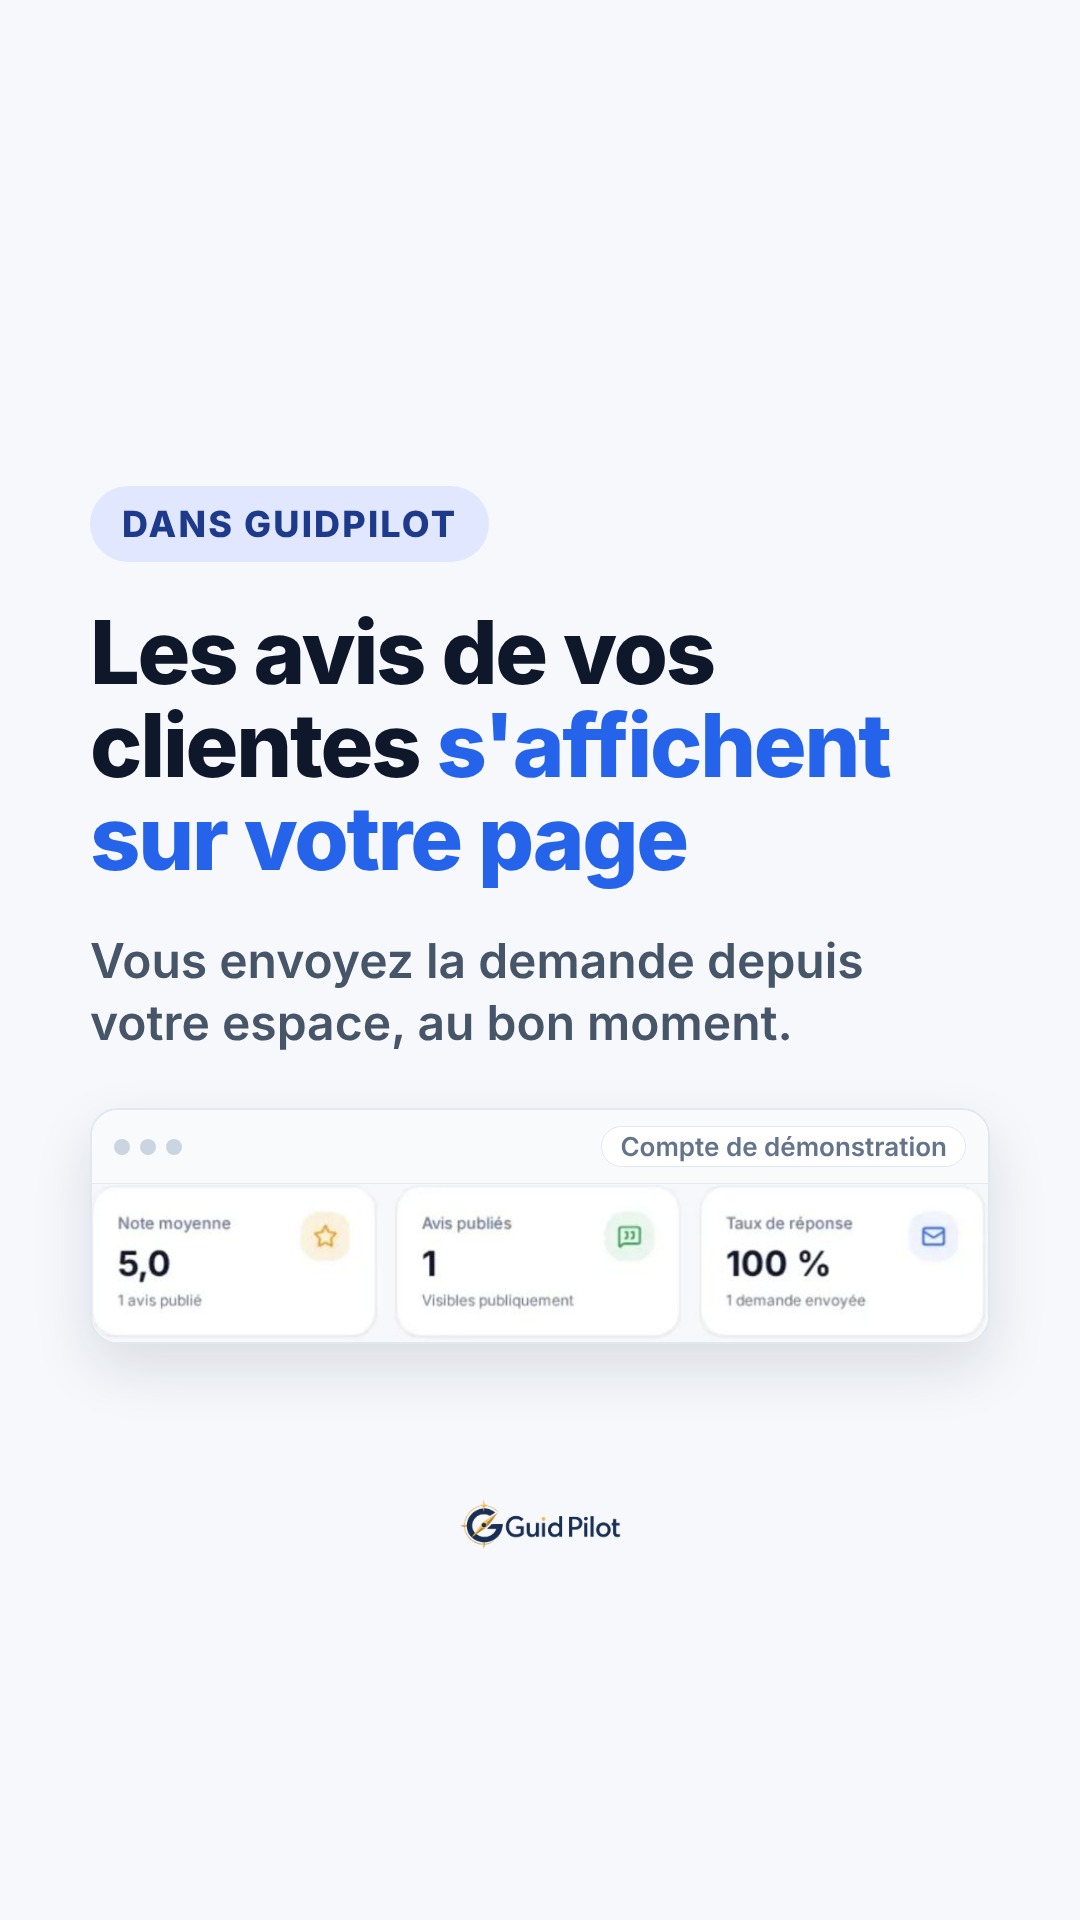 DANS GUIDPILOT
Les avis de vos
clientes s'affichent
sur votre page
Vous envoyez la demande depuis
votre espace, au bon moment.
Compte de démonstration
Note moyenne
5,0
1 avis publié
Avis publiés
1
Visibles publiquement
Taux de réponse
100 %
1 demande envoyée
Guid Pilot